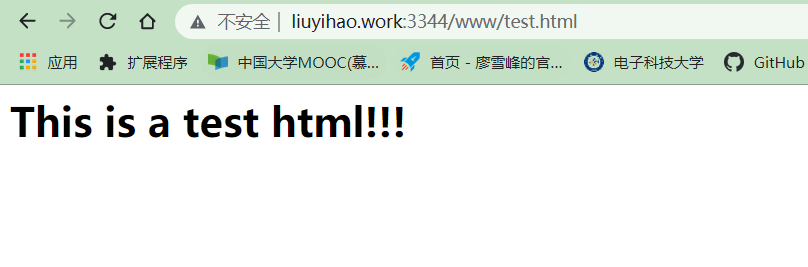 不安全 | liuyihao.work:3344/www/test.html
应用 扩展程序 中国大学MOOC(慕... 首页 - 廖雪峰的官... 电子科技大学 GitHub
This is a test html!!!